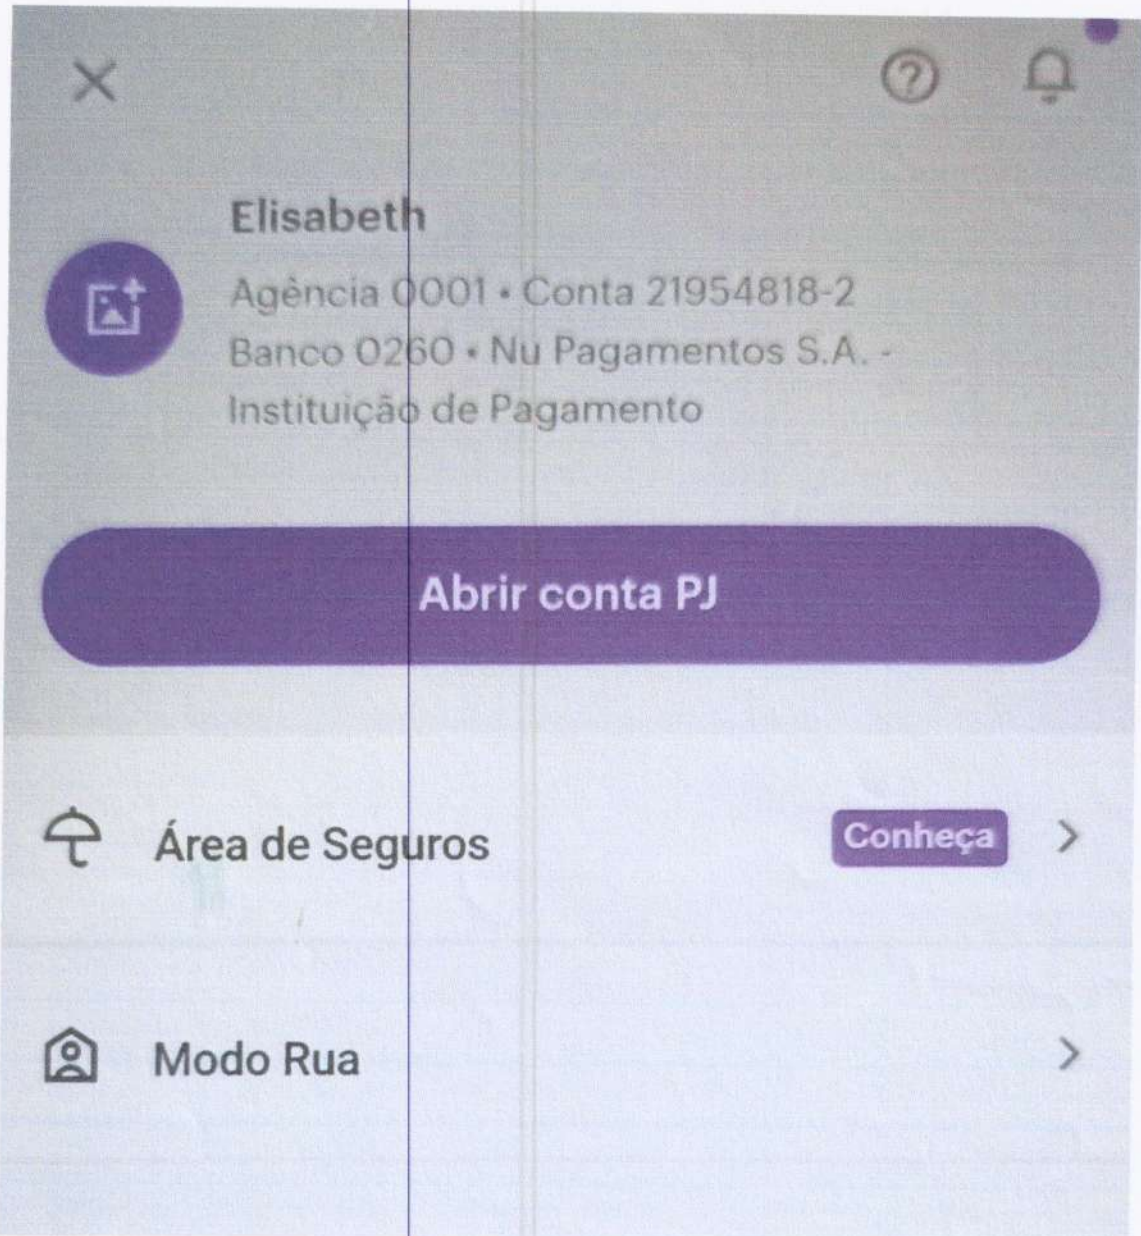 Elisabeth
Agência 0001 • Conta 21954818-2
Banco 0260 • Nu Pagamentos S.A. -
Instituição de Pagamento
Abrir conta PJ
Área de Seguros
Conheça
Modo Rua